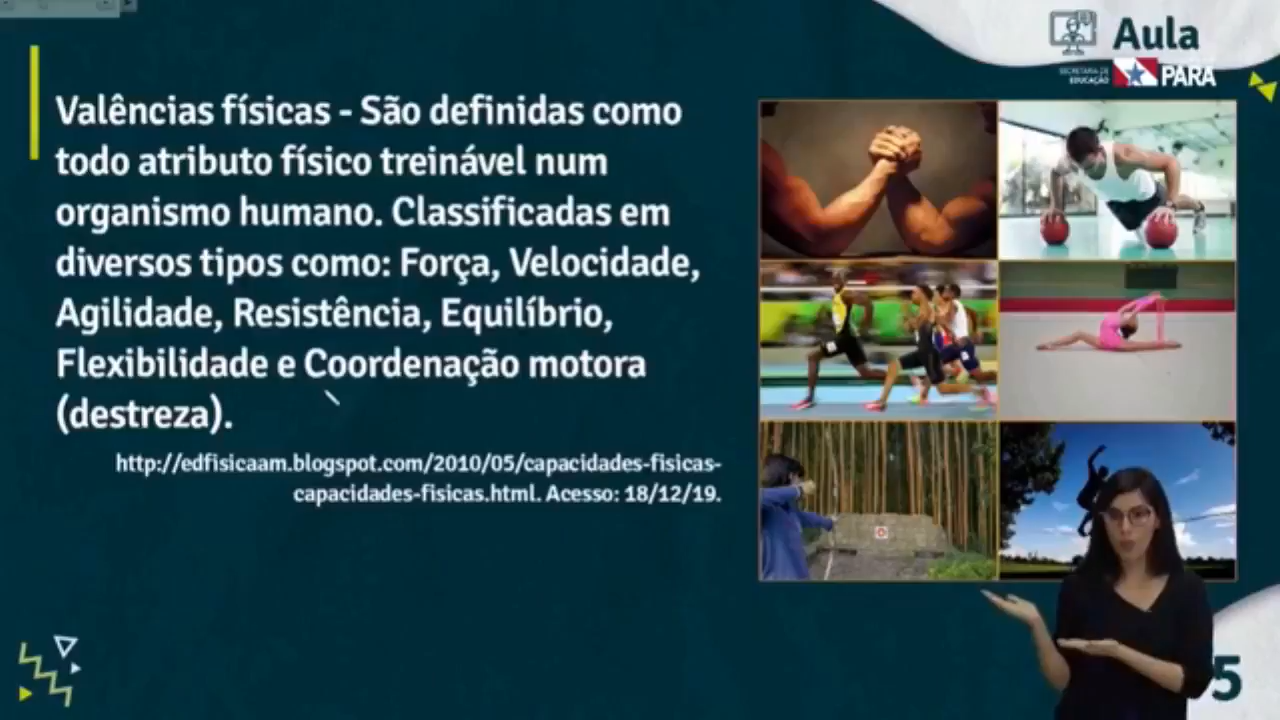 Aula
SECRETARIA DE
EDUCAÇÃO
PARÁ
Valências físicas - São definidas como
todo atributo físico treinável num
organismo humano. Classificadas em
diversos tipos como: Força, Velocidade,
Agilidade, Resistência, Equilíbrio,
Flexibilidade e Coordenação motora
(destreza).
http://edfisicaam.blogspot.com/2010/05/capacidades-fisicas-
capacidades-fisicas.html. Acesso: 18/12/19.
5